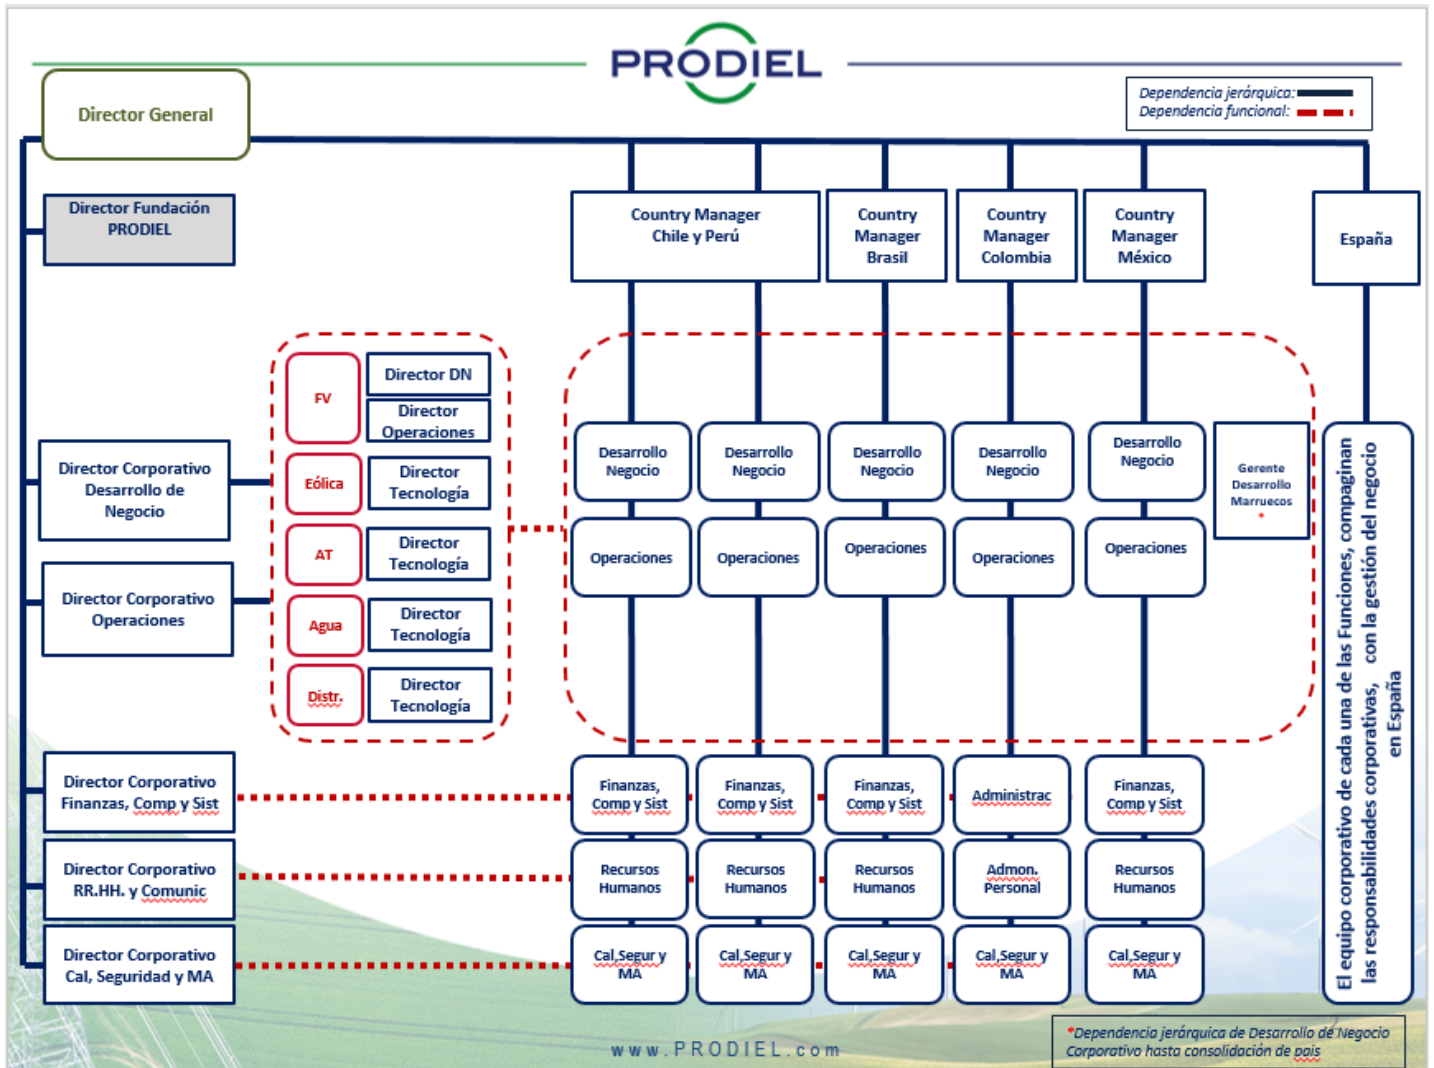 PRODIEL
Dependencia jerárquica:
Dependencia funcional:
Director General
Director Fundación
PRODIEL
Country Manager
Chile y Perú
Country
Manager
Brasil
Country
Manager
Colombia
Country
Manager
México
España
FV
Director DN
Director
Operaciones
Eólica
Director
Tecnología
AT
Director
Tecnología
Agua
Director
Tecnología
Distr.
Director
Tecnología
Director Corporativo
Desarrollo de
Negocio
Director Corporativo
Operaciones
Desarrollo
Negocio
Desarrollo
Negocio
Desarrollo
Negocio
Desarrollo
Negocio
Desarrollo
Negocio
Gerente
Desarrollo
Marruecos
*
Operaciones
Operaciones
Operaciones
Operaciones
Operaciones
El equipo corporativo de cada una de las Funciones, compaginan
las responsabilidades corporativas, con la gestión del negocio
en España
Director Corporativo
Finanzas, Comp y Sist
Finanzas,
Comp y Sist
Finanzas,
Comp y Sist
Finanzas,
Comp y Sist
Administrac
Finanzas,
Comp y Sist
Director Corporativo
RR.HH. y Comunic
Recursos
Humanos
Recursos
Humanos
Recursos
Humanos
Admon.
Personal
Recursos
Humanos
Director Corporativo
Cal, Seguridad y MA
Cal,Segur y
MA
Cal,Segur y
MA
Cal,Segur y
MA
Cal,Segur y
MA
Cal,Segur y
MA
www.PRODIEL.com
*Dependencia jerárquica de Desarrollo de Negocio
Corporativo hasta consolidación de pais